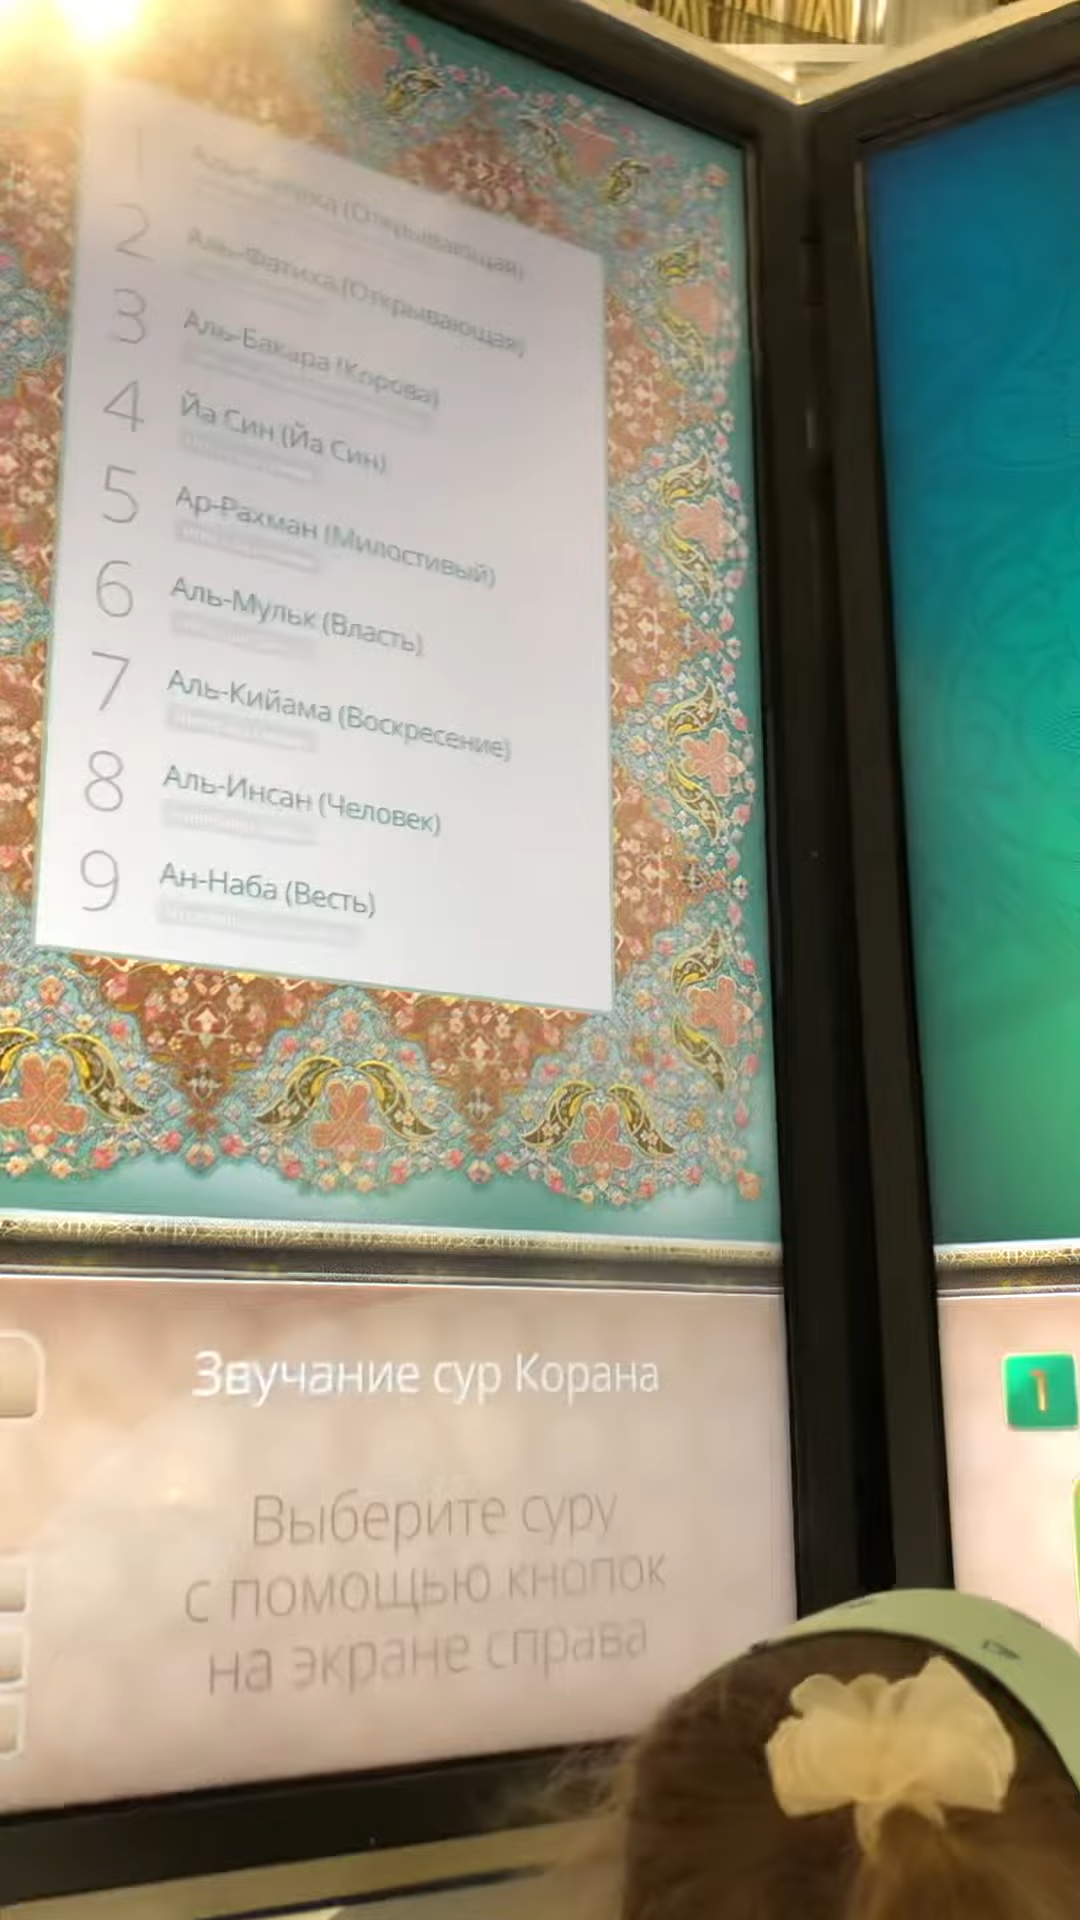 1 (Открывающая)
2 Аль-Фатиха (Открывающая)
3 Аль-Бакара (Корова)
4 Йа Син (Йа Син)
5 Ар-Рахман (Милостивый)
6 Аль-Мульк (Власть)
7 Аль-Кийама (Воскресение)
8 Аль-Инсан (Человек)
9 Ан-Наба (Весть)
Звучание сур Корана
Выберите суру
с помощью кнопок
на экране справа
1